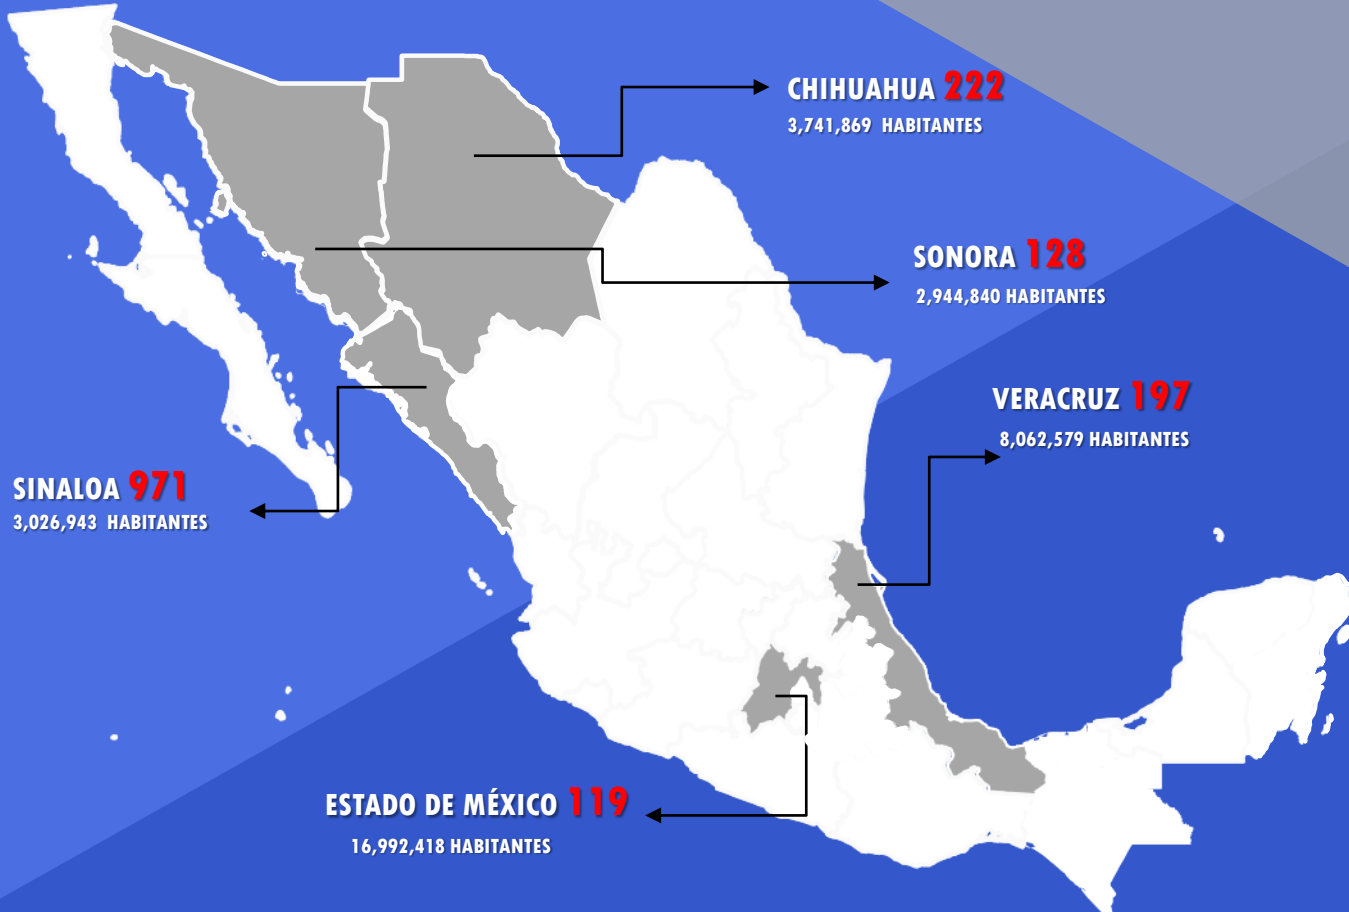 CHIHUAHUA 222
3,741,869 HABITANTES
SONORA 128
2,944,840 HABITANTES
VERACRUZ 197
8,062,579 HABITANTES
SINALOA 971
3,026,943 HABITANTES
ESTADO DE MÉXICO 119
16,992,418 HABITANTES